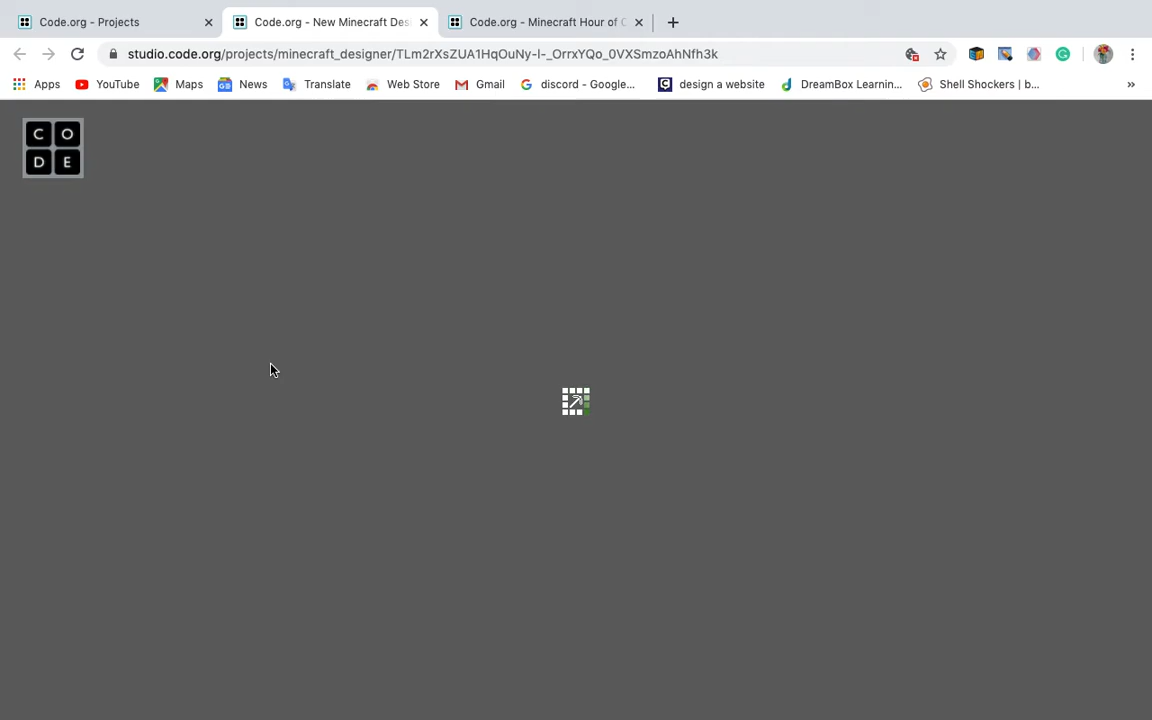 Code.org - Projects
Code.org - New Minecraft Des
Code.org - Minecraft Hour of C
studio.code.org/projects/minecraft_designer/TLm2rXsZUA1HqOuNy-l-_OrrxYQo_0VXSmzoAhNfh3k
Apps YouTube Maps News Translate Web Store Gmail discord - Google... design a website DreamBox Learnin... Shell Shockers | b...
C O
D E